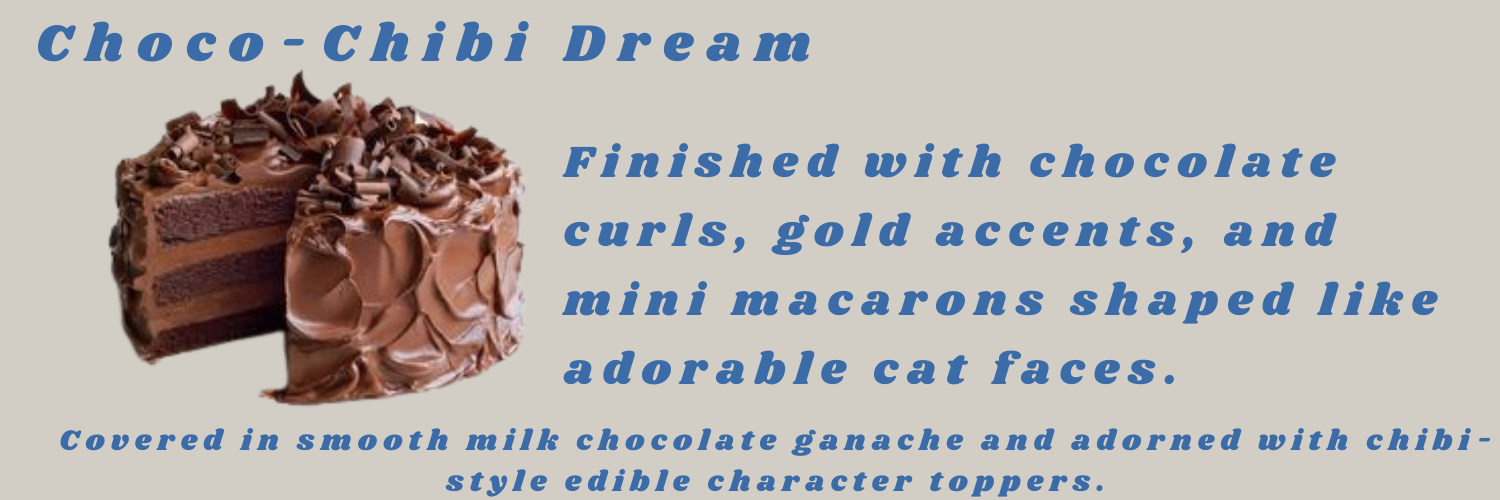 Choco-Chibi Dream
Finished with chocolate
curls, gold accents, and
mini macarons shaped like
adorable cat faces.
Covered in smooth milk chocolate ganache and adorned with chibi-
style edible character toppers.